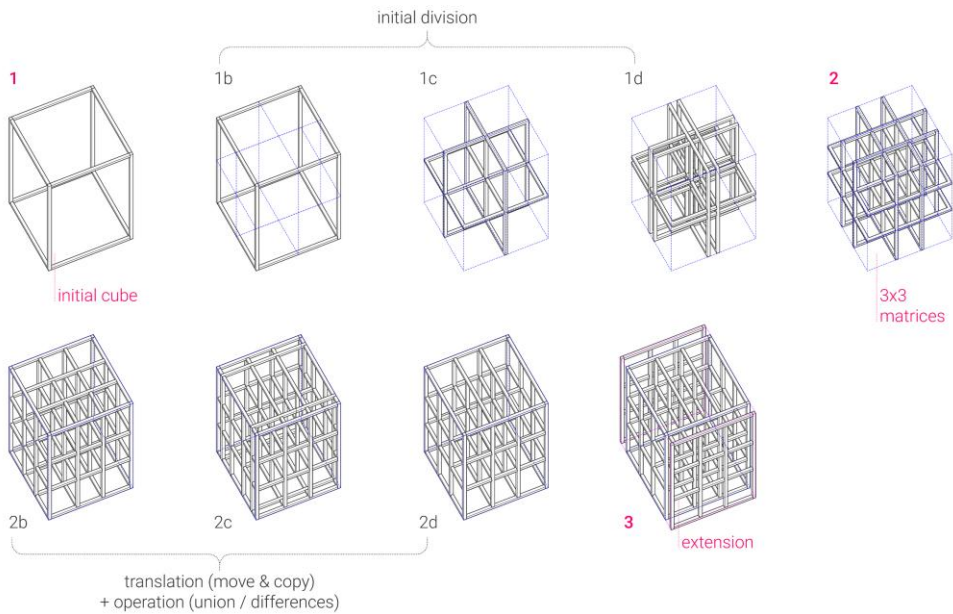 initial division
1
1b
1c
1d
2
initial cube
3x3
matrices
2b
2c
2d
3
extension
translation (move & copy)
+ operation (union / differences)